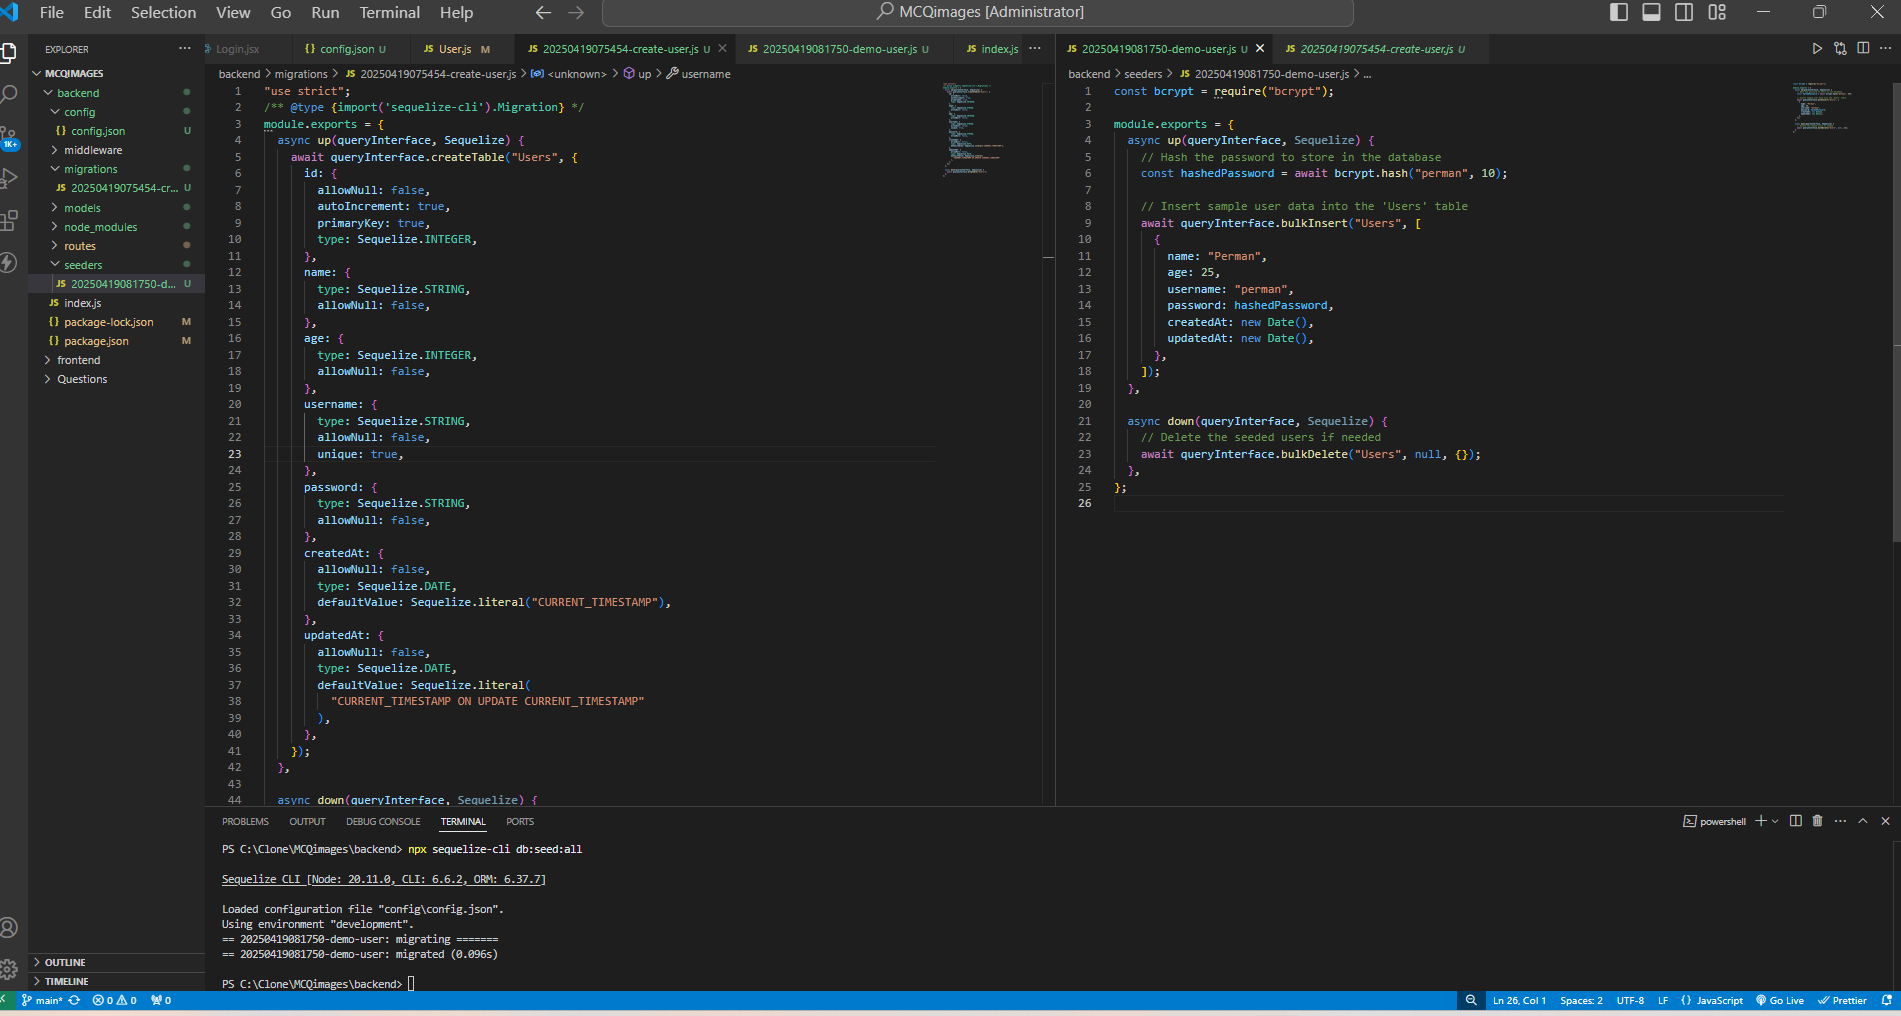 File Edit Selection View Go Run Terminal Help
MCQimages [Administrator]
EXPLORER
MCQIMAGES
backend
config
{} config.json U
middleware
migrations
JS 20250419075454-cr... U
models
node_modules
routes
seeders
JS 20250419081750-d... U
JS index.js
{} package-lock.json M
{} package.json M
frontend
Questions
OUTLINE
TIMELINE
1K+
Login.jsx
{} config.json U
JS User.js M
JS 20250419075454-create-user.js U
JS 20250419081750-demo-user.js U
JS index.js
backend > migrations > JS 20250419075454-create-user.js > <unknown> > up > username
1 "use strict";
2 /** @type {import('sequelize-cli').Migration} */
3 module.exports = {
4 async up(queryInterface, Sequelize) {
5 await queryInterface.createTable("Users", {
6 id: {
7 allowNull: false,
8 autoIncrement: true,
9 primaryKey: true,
10 type: Sequelize.INTEGER,
11 },
12 name: {
13 type: Sequelize.STRING,
14 allowNull: false,
15 },
16 age: {
17 type: Sequelize.INTEGER,
18 allowNull: false,
19 },
20 username: {
21 type: Sequelize.STRING,
22 allowNull: false,
23 unique: true,
24 },
25 password: {
26 type: Sequelize.STRING,
27 allowNull: false,
28 },
29 createdAt: {
30 allowNull: false,
31 type: Sequelize.DATE,
32 defaultValue: Sequelize.literal("CURRENT_TIMESTAMP"),
33 },
34 updatedAt: {
35 allowNull: false,
36 type: Sequelize.DATE,
37 defaultValue: Sequelize.literal(
38 "CURRENT_TIMESTAMP ON UPDATE CURRENT_TIMESTAMP"
39 ),
40 },
41 });
42 },
43
44 async down(queryInterface, Sequelize) {
JS 20250419081750-demo-user.js U
JS 20250419075454-create-user.js U
backend > seeders > JS 20250419081750-demo-user.js > ...
1 const bcrypt = require("bcrypt");
2
3 module.exports = {
4 async up(queryInterface, Sequelize) {
5 // Hash the password to store in the database
6 const hashedPassword = await bcrypt.hash("perman", 10);
7
8 // Insert sample user data into the 'Users' table
9 await queryInterface.bulkInsert("Users", [
10 {
11 name: "Perman",
12 age: 25,
13 username: "perman",
14 password: hashedPassword,
15 createdAt: new Date(),
16 updatedAt: new Date(),
17 },
18 ]);
19 },
20
21 async down(queryInterface, Sequelize) {
22 // Delete the seeded users if needed
23 await queryInterface.bulkDelete("Users", null, {});
24 },
25 };
26
PROBLEMS OUTPUT DEBUG CONSOLE TERMINAL PORTS
powershell
PS C:\Clone\MCQimages\backend> npx sequelize-cli db:seed:all
Sequelize CLI [Node: 20.11.0, CLI: 6.6.2, ORM: 6.37.7]
Loaded configuration file "config\config.json".
Using environment "development".
== 20250419081750-demo-user: migrating =======
== 20250419081750-demo-user: migrated (0.096s)
PS C:\Clone\MCQimages\backend>
main* 0 0 0
Ln 26, Col 1 Spaces: 2 UTF-8 LF {} JavaScript Go Live Prettier